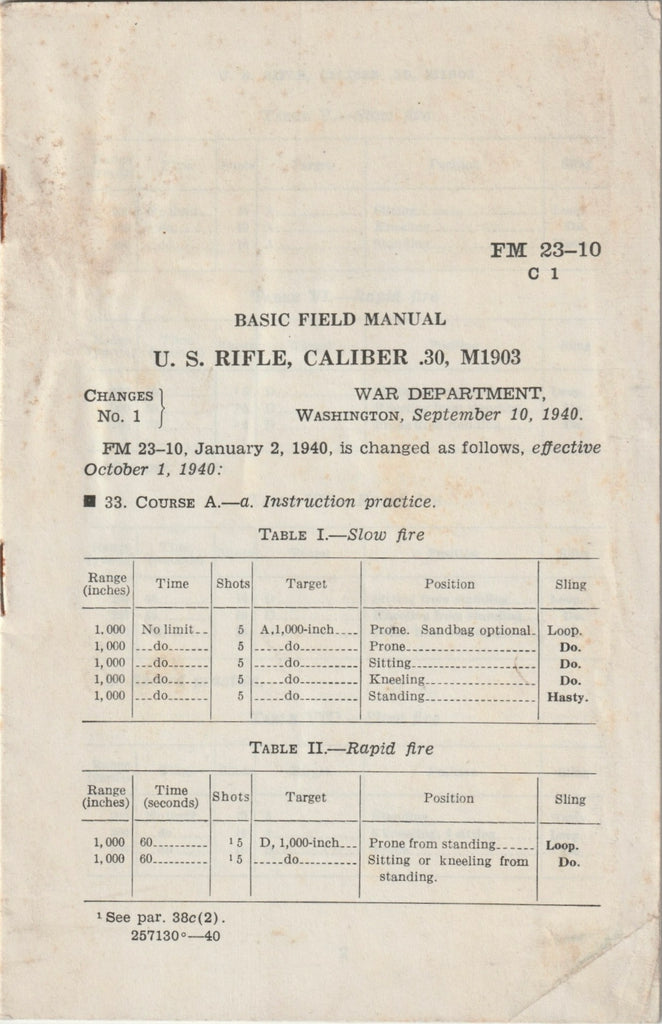 FM 23–10
C 1
BASIC FIELD MANUAL
U. S. RIFLE, CALIBER .30, M1903
CHANGES } WAR DEPARTMENT,
No. 1 } WASHINGTON, September 10, 1940.
FM 23–10, January 2, 1940, is changed as follows, effective
October 1, 1940:
■ 33. COURSE A.—a. Instruction practice.
TABLE I.—Slow fire
Range (inches) | Time | Shots | Target | Position | Sling
1,000 | No limit | 5 | A,1,000-inch | Prone. Sandbag optional. | Loop.
1,000 | do | 5 | do | Prone | Do.
1,000 | do | 5 | do | Sitting | Do.
1,000 | do | 5 | do | Kneeling | Do.
1,000 | do | 5 | do | Standing | Hasty.
TABLE II.—Rapid fire
Range (inches) | Time (seconds) | Shots | Target | Position | Sling
1,000 | 60 | ¹ 5 | D, 1,000-inch | Prone from standing | Loop.
1,000 | 60 | ¹ 5 | do | Sitting or kneeling from | Do.
standing.
¹ See par. 38c(2).
257130°—40